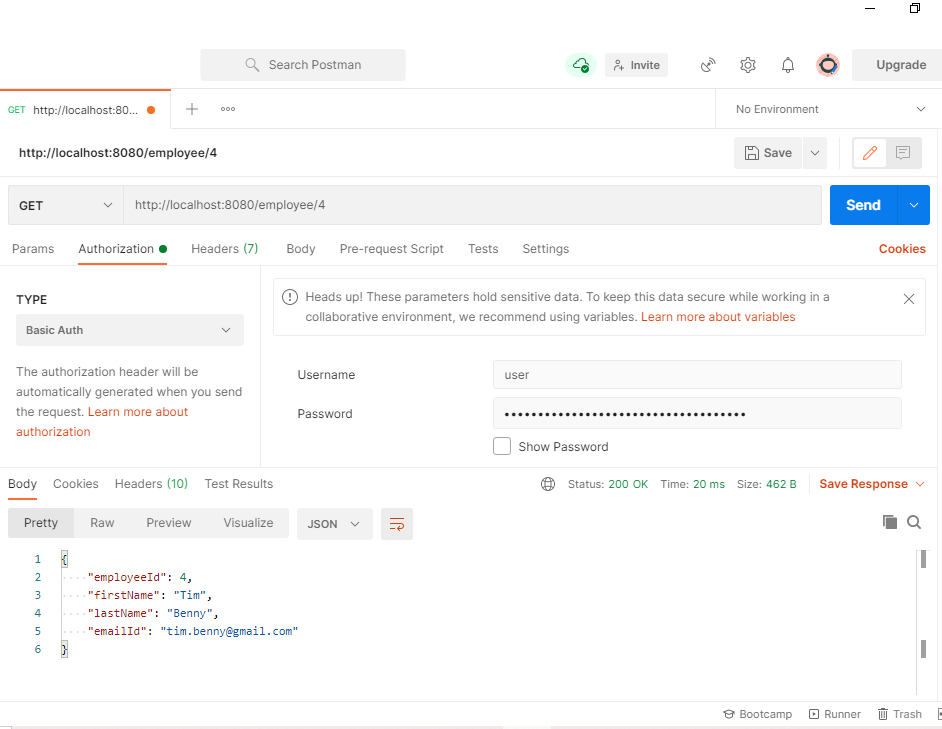 Search Postman
Invite
Upgrade
GET http://localhost:80...
No Environment
http://localhost:8080/employee/4
Save
GET
http://localhost:8080/employee/4
Send
Params Authorization Headers (7) Body Pre-request Script Tests Settings Cookies
TYPE
Basic Auth
The authorization header will be
automatically generated when you send
the request. Learn more about
authorization
Heads up! These parameters hold sensitive data. To keep this data secure while working in a
collaborative environment, we recommend using variables. Learn more about variables
Username
user
Password
••••••••••••••••••••••••••••••••••••
Show Password
Body Cookies Headers (10) Test Results
Status: 200 OK Time: 20 ms Size: 462 B Save Response
Pretty Raw Preview Visualize JSON
1 {
2 "employeeId": 4,
3 "firstName": "Tim",
4 "lastName": "Benny",
5 "emailId": "tim.benny@gmail.com"
6 }
Bootcamp Runner Trash